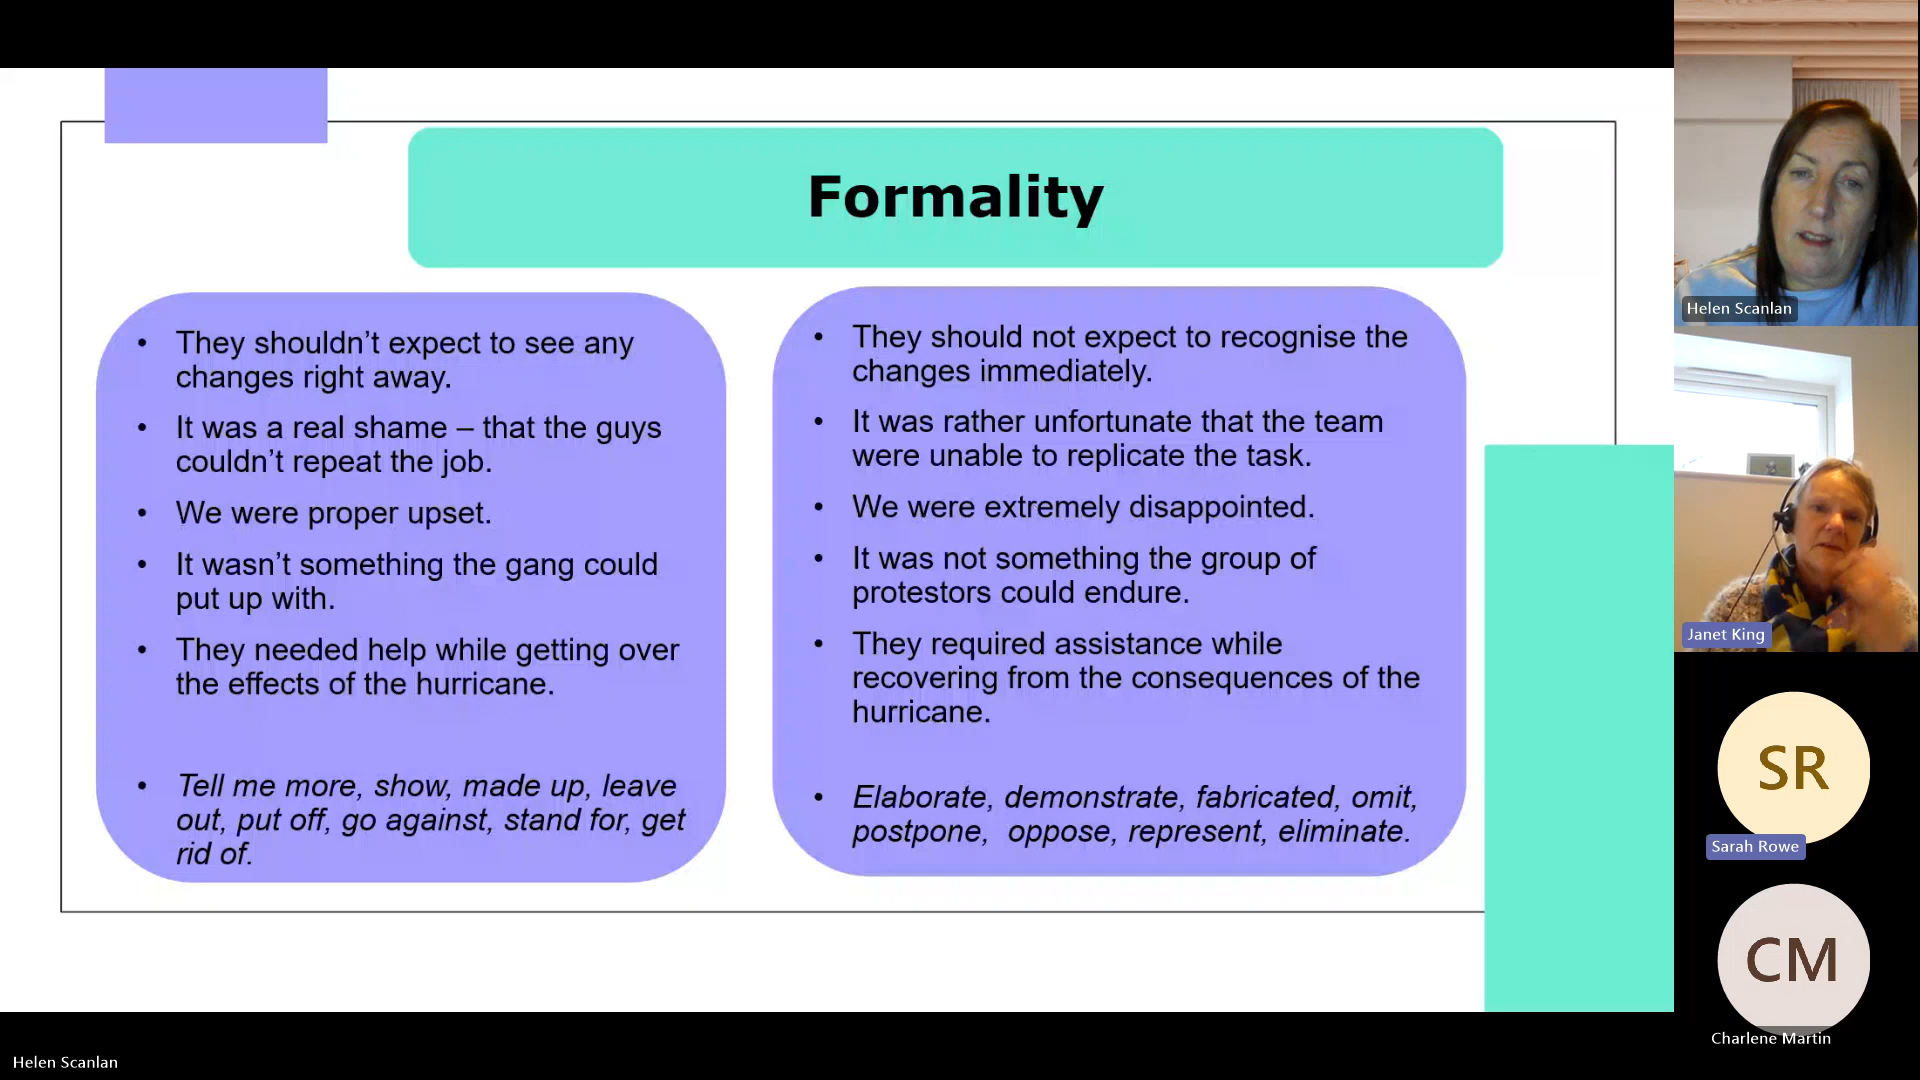 Formality
• They shouldn’t expect to see any
changes right away.
• It was a real shame – that the guys
couldn’t repeat the job.
• We were proper upset.
• It wasn’t something the gang could
put up with.
• They needed help while getting over
the effects of the hurricane.
• Tell me more, show, made up, leave
out, put off, go against, stand for, get
rid of.
• They should not expect to recognise the
changes immediately.
• It was rather unfortunate that the team
were unable to replicate the task.
• We were extremely disappointed.
• It was not something the group of
protestors could endure.
• They required assistance while
recovering from the consequences of the
hurricane.
• Elaborate, demonstrate, fabricated, omit,
postpone, oppose, represent, eliminate.
Helen Scanlan
Janet King
SR
Sarah Rowe
CM
Charlene Martin
Helen Scanlan